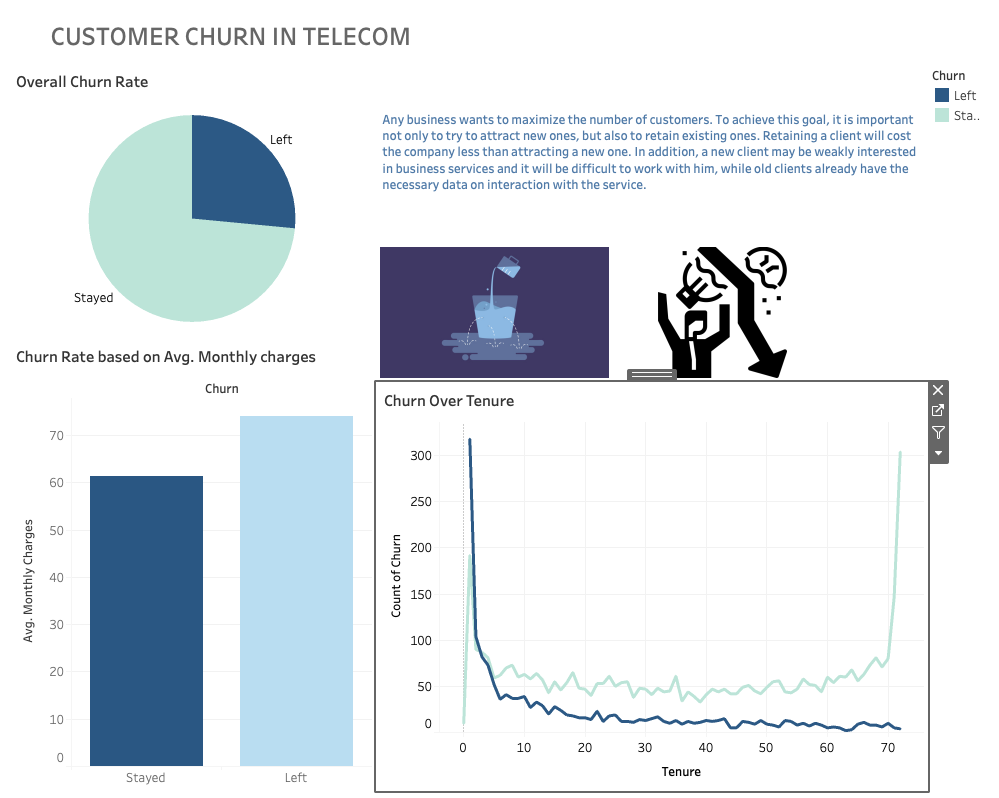 CUSTOMER CHURN IN TELECOM
Overall Churn Rate
Left
Stayed
Any business wants to maximize the number of customers. To achieve this goal, it is important
not only to try to attract new ones, but also to retain existing ones. Retaining a client will cost
the company less than attracting a new one. In addition, a new client may be weakly interested
in business services and it will be difficult to work with him, while old clients already have the
necessary data on interaction with the service.
Churn
Left
Sta..
Churn Rate based on Avg. Monthly charges
Churn
Avg. Monthly Charges
70
60
50
40
30
20
10
0
Stayed
Left
Churn Over Tenure
Count of Churn
300
250
200
150
100
50
0
0
10
20
30
40
50
60
70
Tenure